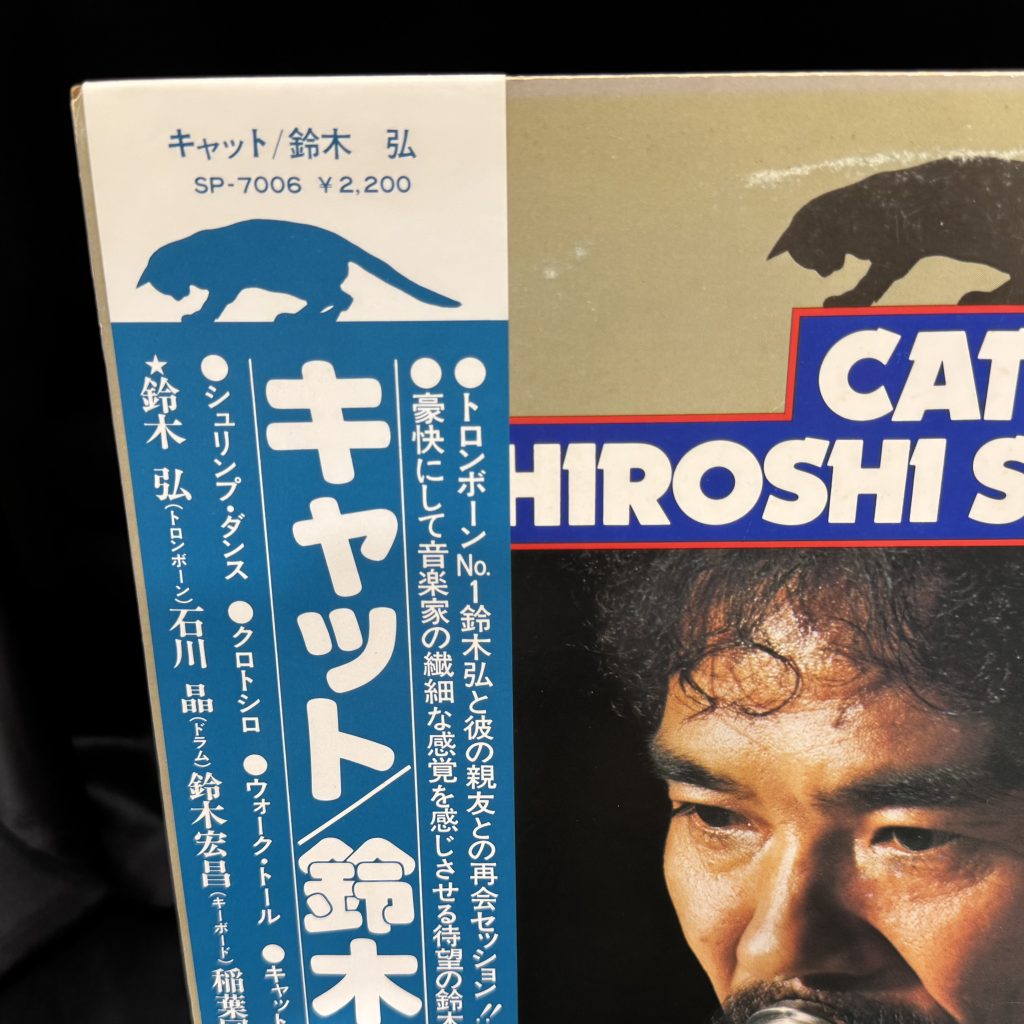 キャット/鈴木 弘
SP-7006 ¥2,200
●トロンボーンNo.1鈴木弘と彼の親友との再会セッション!!
●豪快にして音楽家の繊細な感覚を感じさせる待望の鈴木
キャット/鈴木
●シュリンプ・ダンス ●クロトシロ ●ウォーク・トール ●キャット
★鈴木 弘(トロンボーン)石川 晶(ドラム)鈴木宏昌(キーボード)稲葉
CAT
HIROSHI S